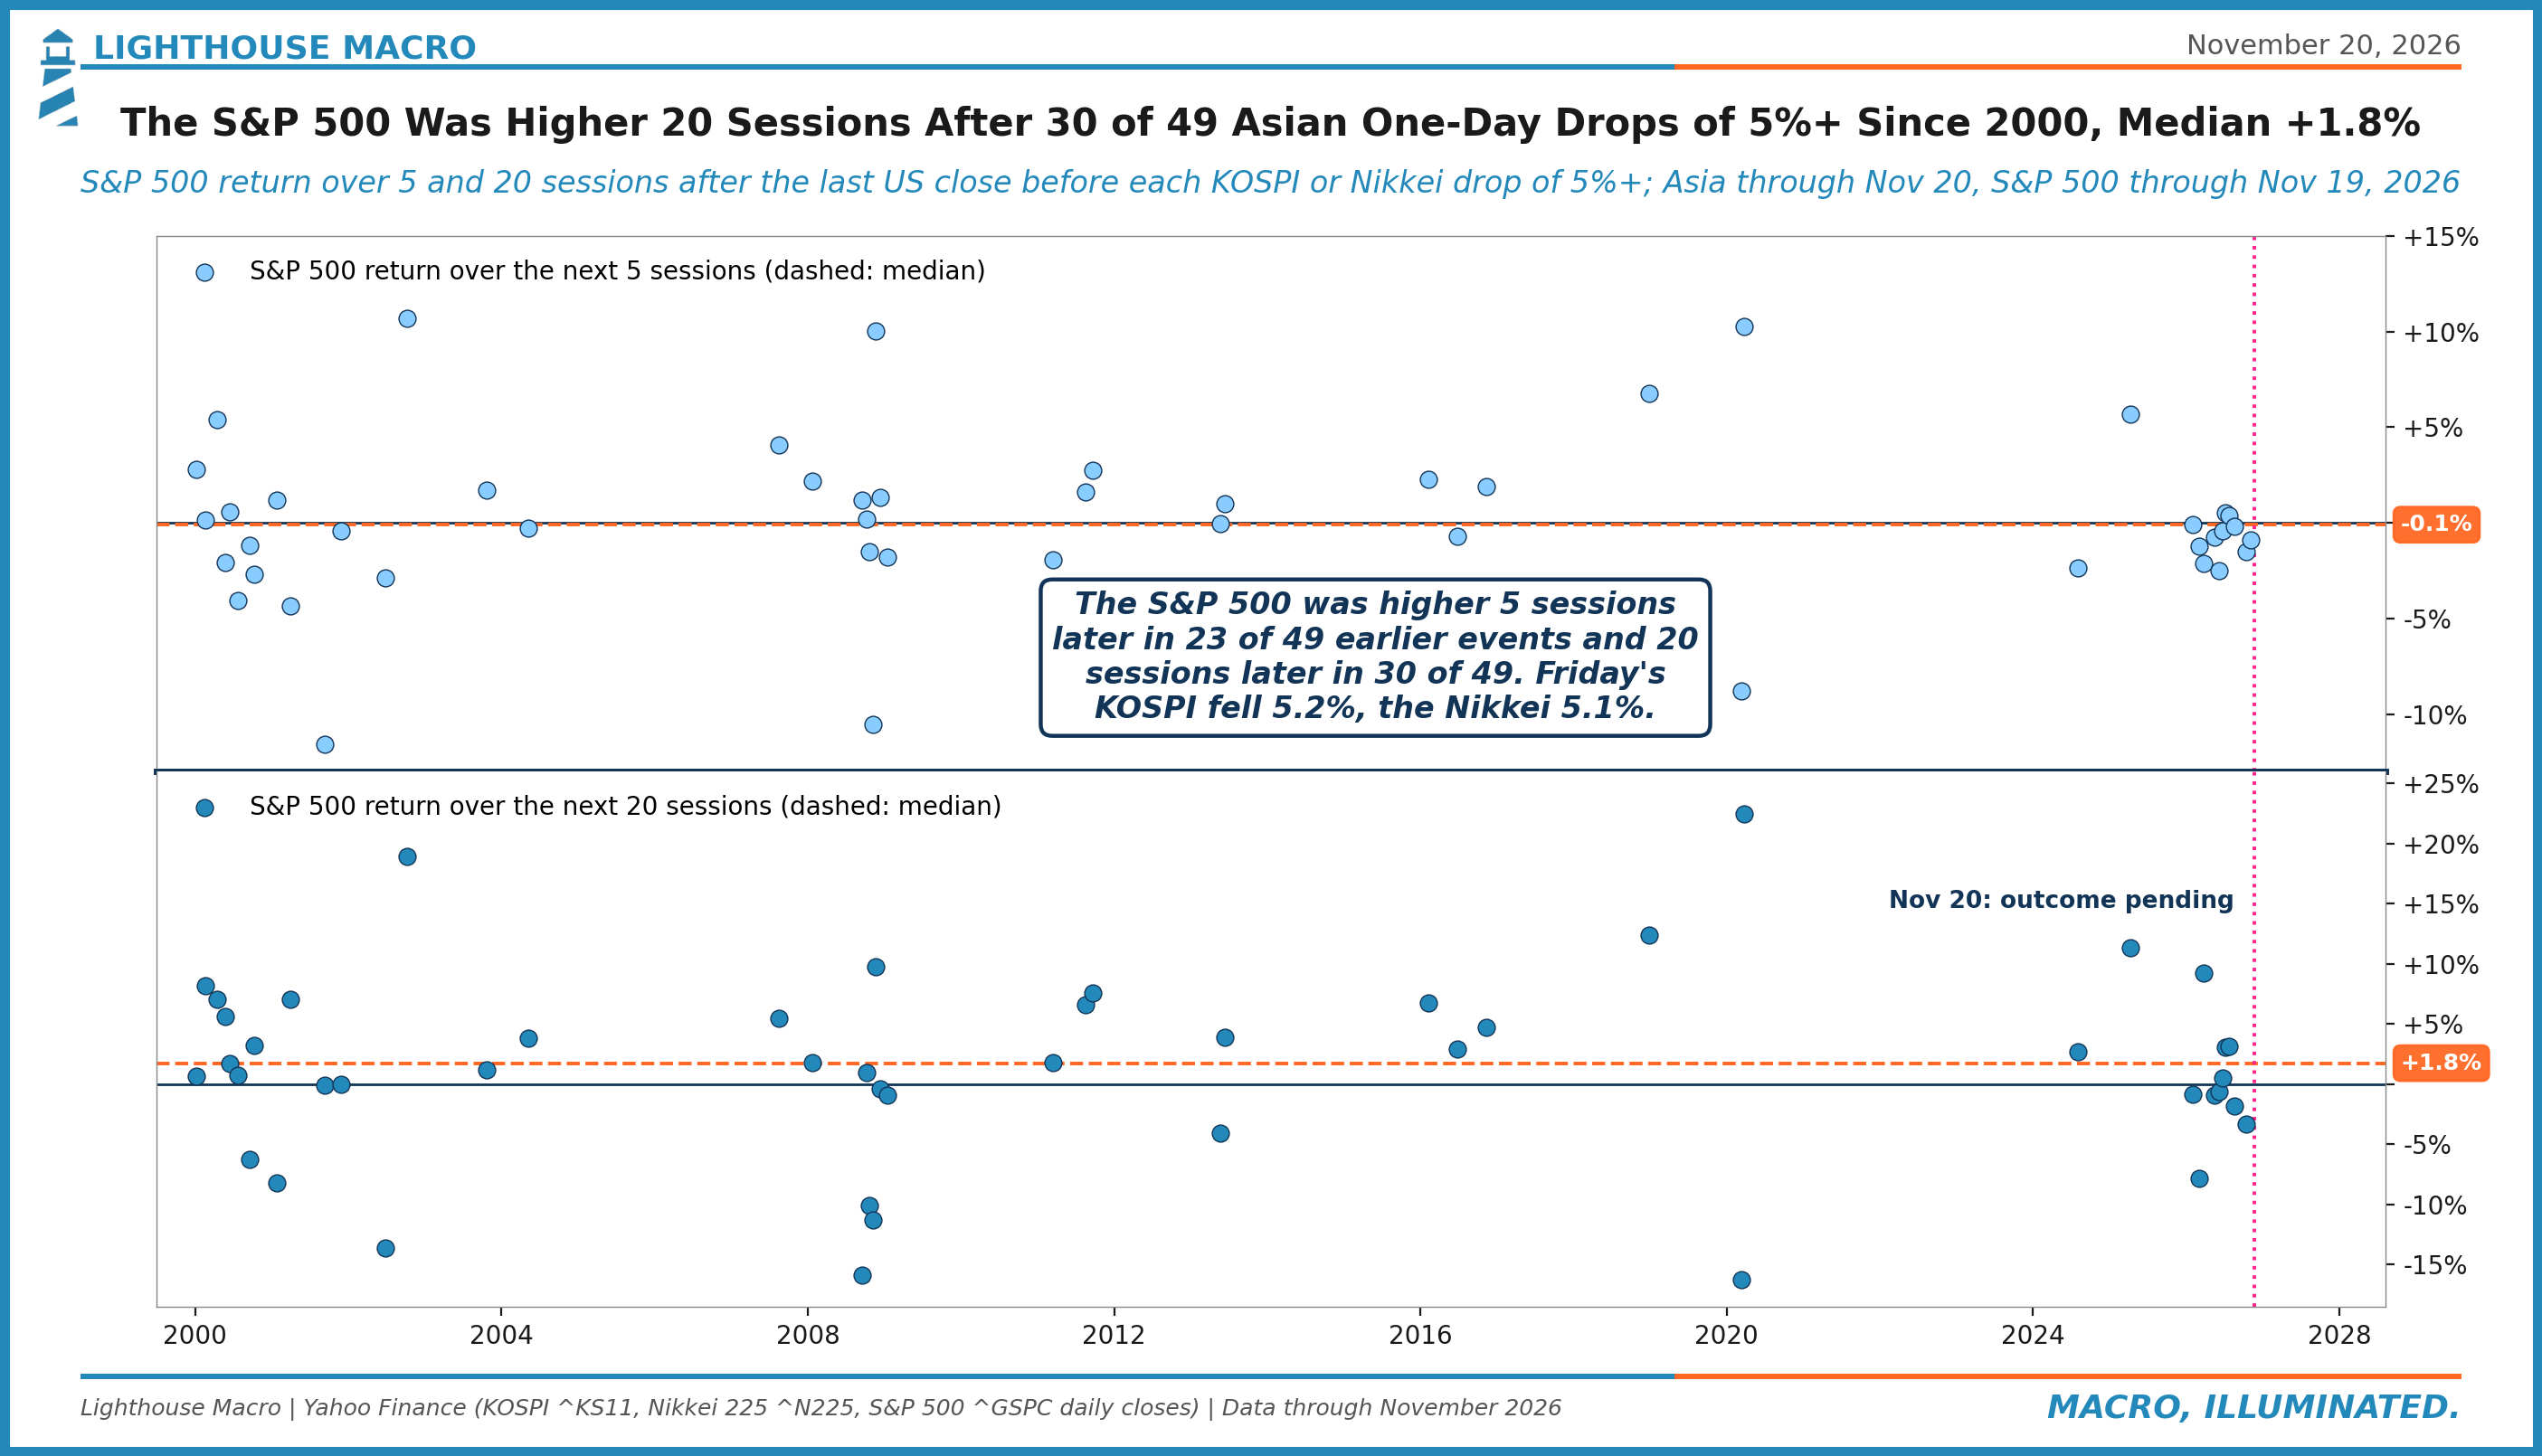 LIGHTHOUSE MACRO
November 20, 2026
The S&P 500 Was Higher 20 Sessions After 30 of 49 Asian One-Day Drops of 5%+ Since 2000, Median +1.8%
S&P 500 return over 5 and 20 sessions after the last US close before each KOSPI or Nikkei drop of 5%+; Asia through Nov 20, S&P 500 through Nov 19, 2026
S&P 500 return over the next 5 sessions (dashed: median)
+15%
+10%
+5%
-0.1%
-5%
-10%
The S&P 500 was higher 5 sessions
later in 23 of 49 earlier events and 20
sessions later in 30 of 49. Friday's
KOSPI fell 5.2%, the Nikkei 5.1%.
S&P 500 return over the next 20 sessions (dashed: median)
+25%
+20%
+15%
+10%
+5%
+1.8%
-5%
-10%
-15%
Nov 20: outcome pending
2000 2004 2008 2012 2016 2020 2024 2028
Lighthouse Macro | Yahoo Finance (KOSPI ^KS11, Nikkei 225 ^N225, S&P 500 ^GSPC daily closes) | Data through November 2026
MACRO, ILLUMINATED.